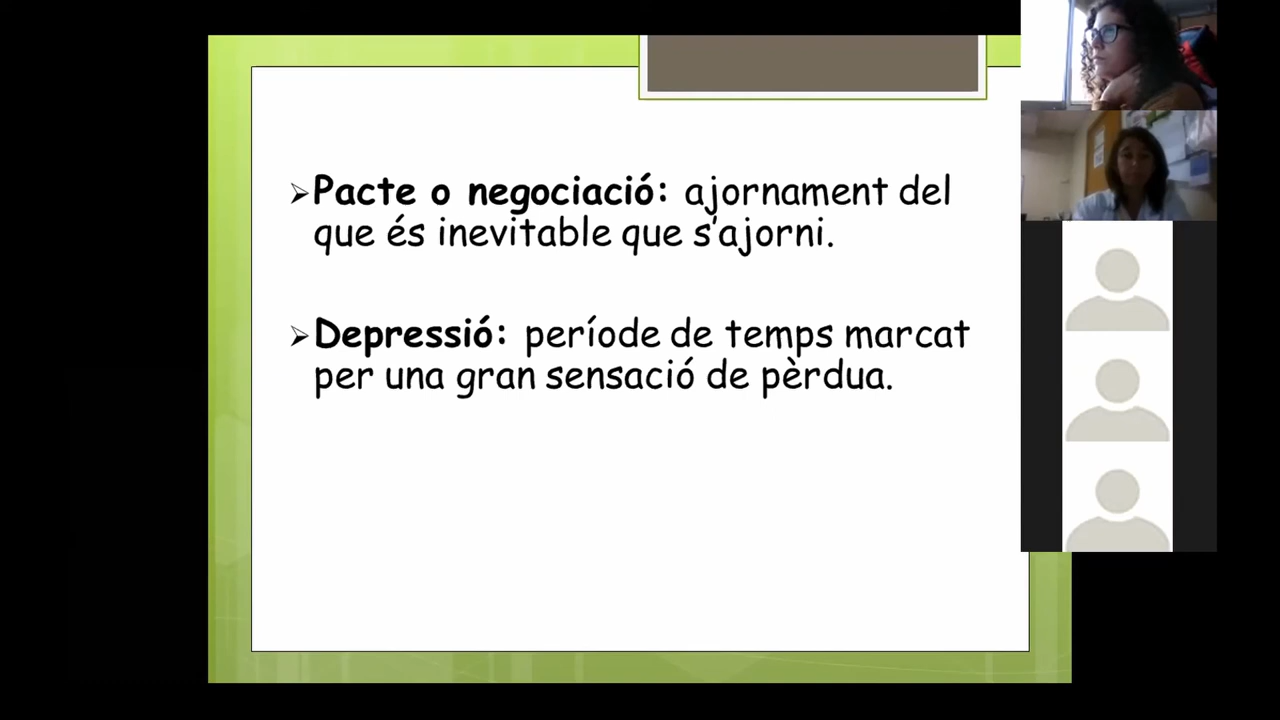 Pacte o negociació: ajornament del
que és inevitable que s'ajorni.
Depressió: període de temps marcat
per una gran sensació de pèrdua.